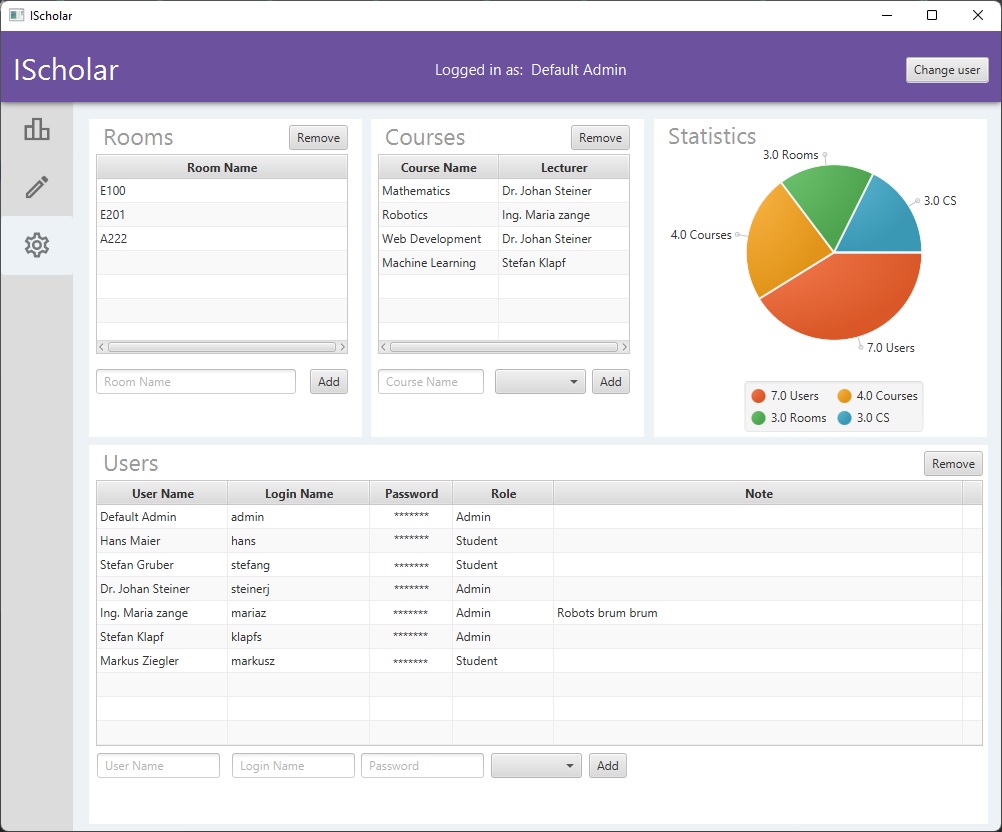 IScholar
IScholar
Logged in as: Default Admin
Change user
Rooms
Remove
Room Name
E100
E201
A222
Room Name
Add
Courses
Remove
Course Name Lecturer
Mathematics Dr. Johan Steiner
Robotics Ing. Maria zange
Web Development Dr. Johan Steiner
Machine Learning Stefan Klapf
Course Name
Add
Statistics
3.0 Rooms
3.0 CS
4.0 Courses
7.0 Users
7.0 Users 4.0 Courses
3.0 Rooms 3.0 CS
Users
Remove
User Name Login Name Password Role Note
Default Admin admin ******* Admin
Hans Maier hans ******* Student
Stefan Gruber stefang ******* Student
Dr. Johan Steiner steinerj ******* Admin
Ing. Maria zange mariaz ******* Admin Robots brum brum
Stefan Klapf klapfs ******* Admin
Markus Ziegler markusz ******* Student
User Name Login Name Password Add